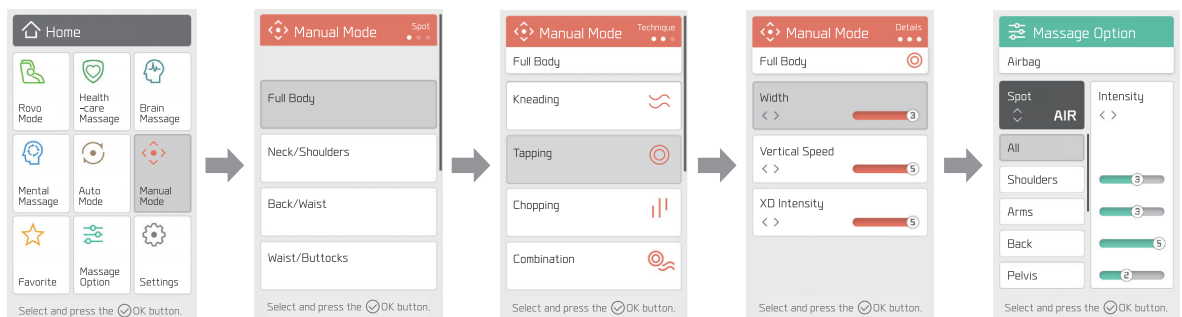 Home
Rovo
Mode
Health
-care
Massage
Brain
Massage
Mental
Massage
Auto
Mode
Manual
Mode
Favorite
Massage
Option
Settings
Select and press the OK button.
Manual Mode
Spot
Full Body
Neck/Shoulders
Back/Waist
Waist/Buttocks
Select and press the OK button.
Manual Mode
Technique
Full Body
Kneading
Tapping
Chopping
Combination
Select and press the OK button.
Manual Mode
Details
Full Body
Width
< >
3
Vertical Speed
< >
5
XD Intensity
< >
5
Select and press the OK button.
Massage Option
Airbag
Spot
AIR
Intensity
< >
All
Shoulders
3
Arms
3
Back
5
Pelvis
2
Select and press the OK button.